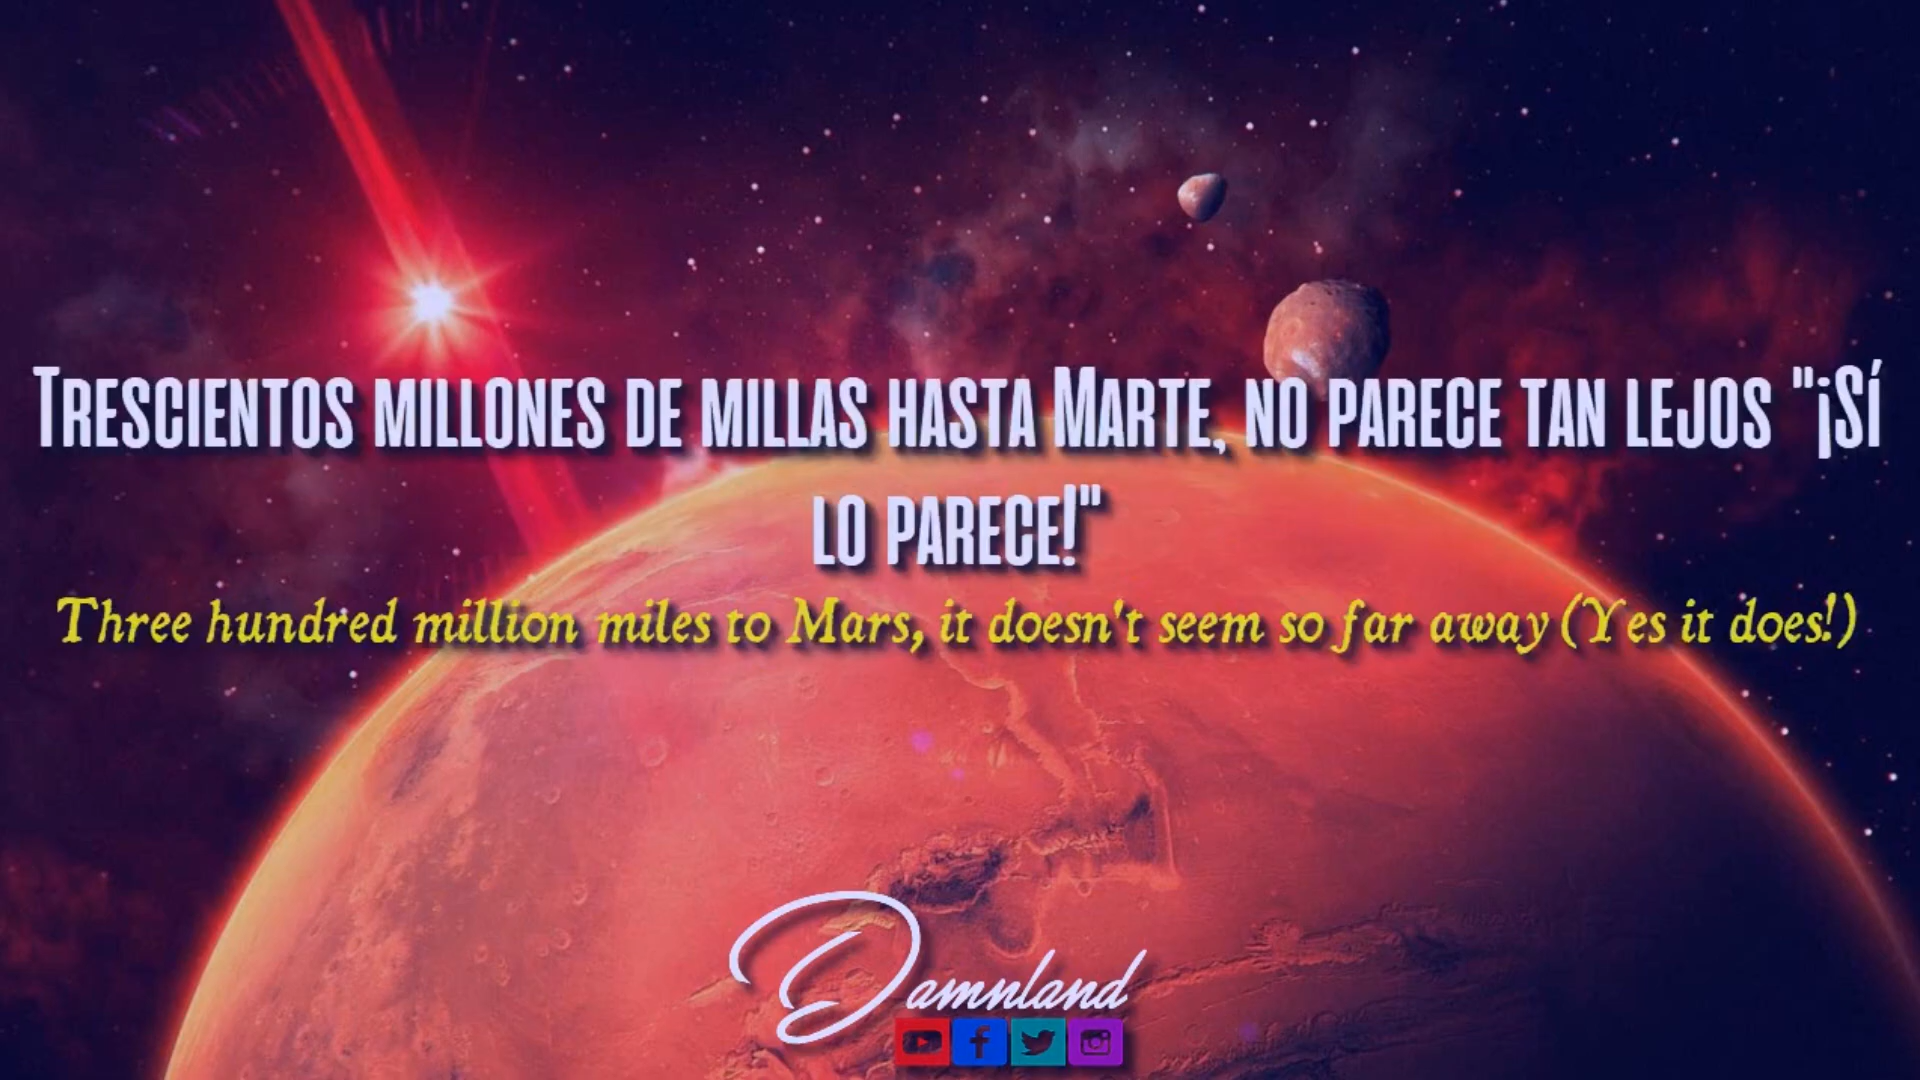 Trescientos millones de millas hasta Marte, no parece tan lejos "¡Sí
lo parece!"
Three hundred million miles to Mars, it doesn't seem so far away (Yes it does!)
Damnland